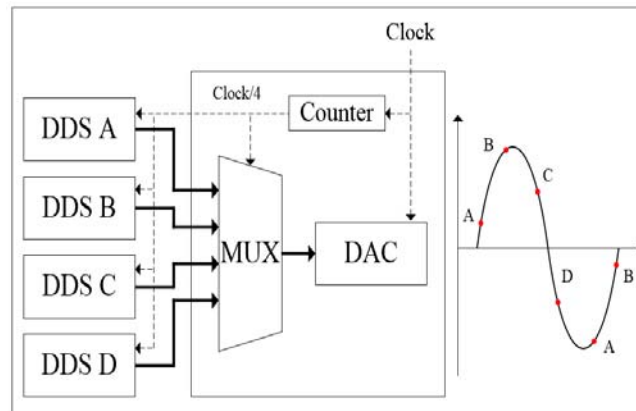 Clock
Clock/4
Counter
DDS A
DDS B
DDS C
DDS D
MUX
DAC
B
C
A
D
B
A